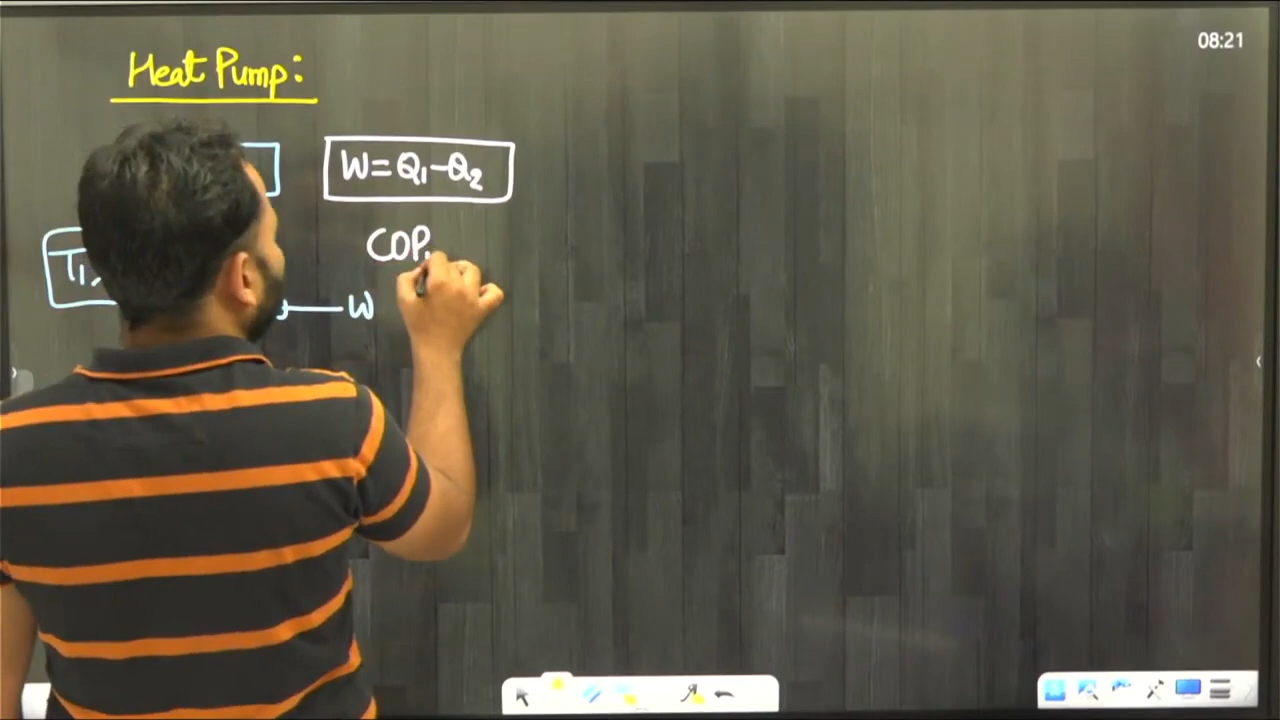 08:21
Heat Pump:
W = Q₁ - Q₂
COP
T₁
W